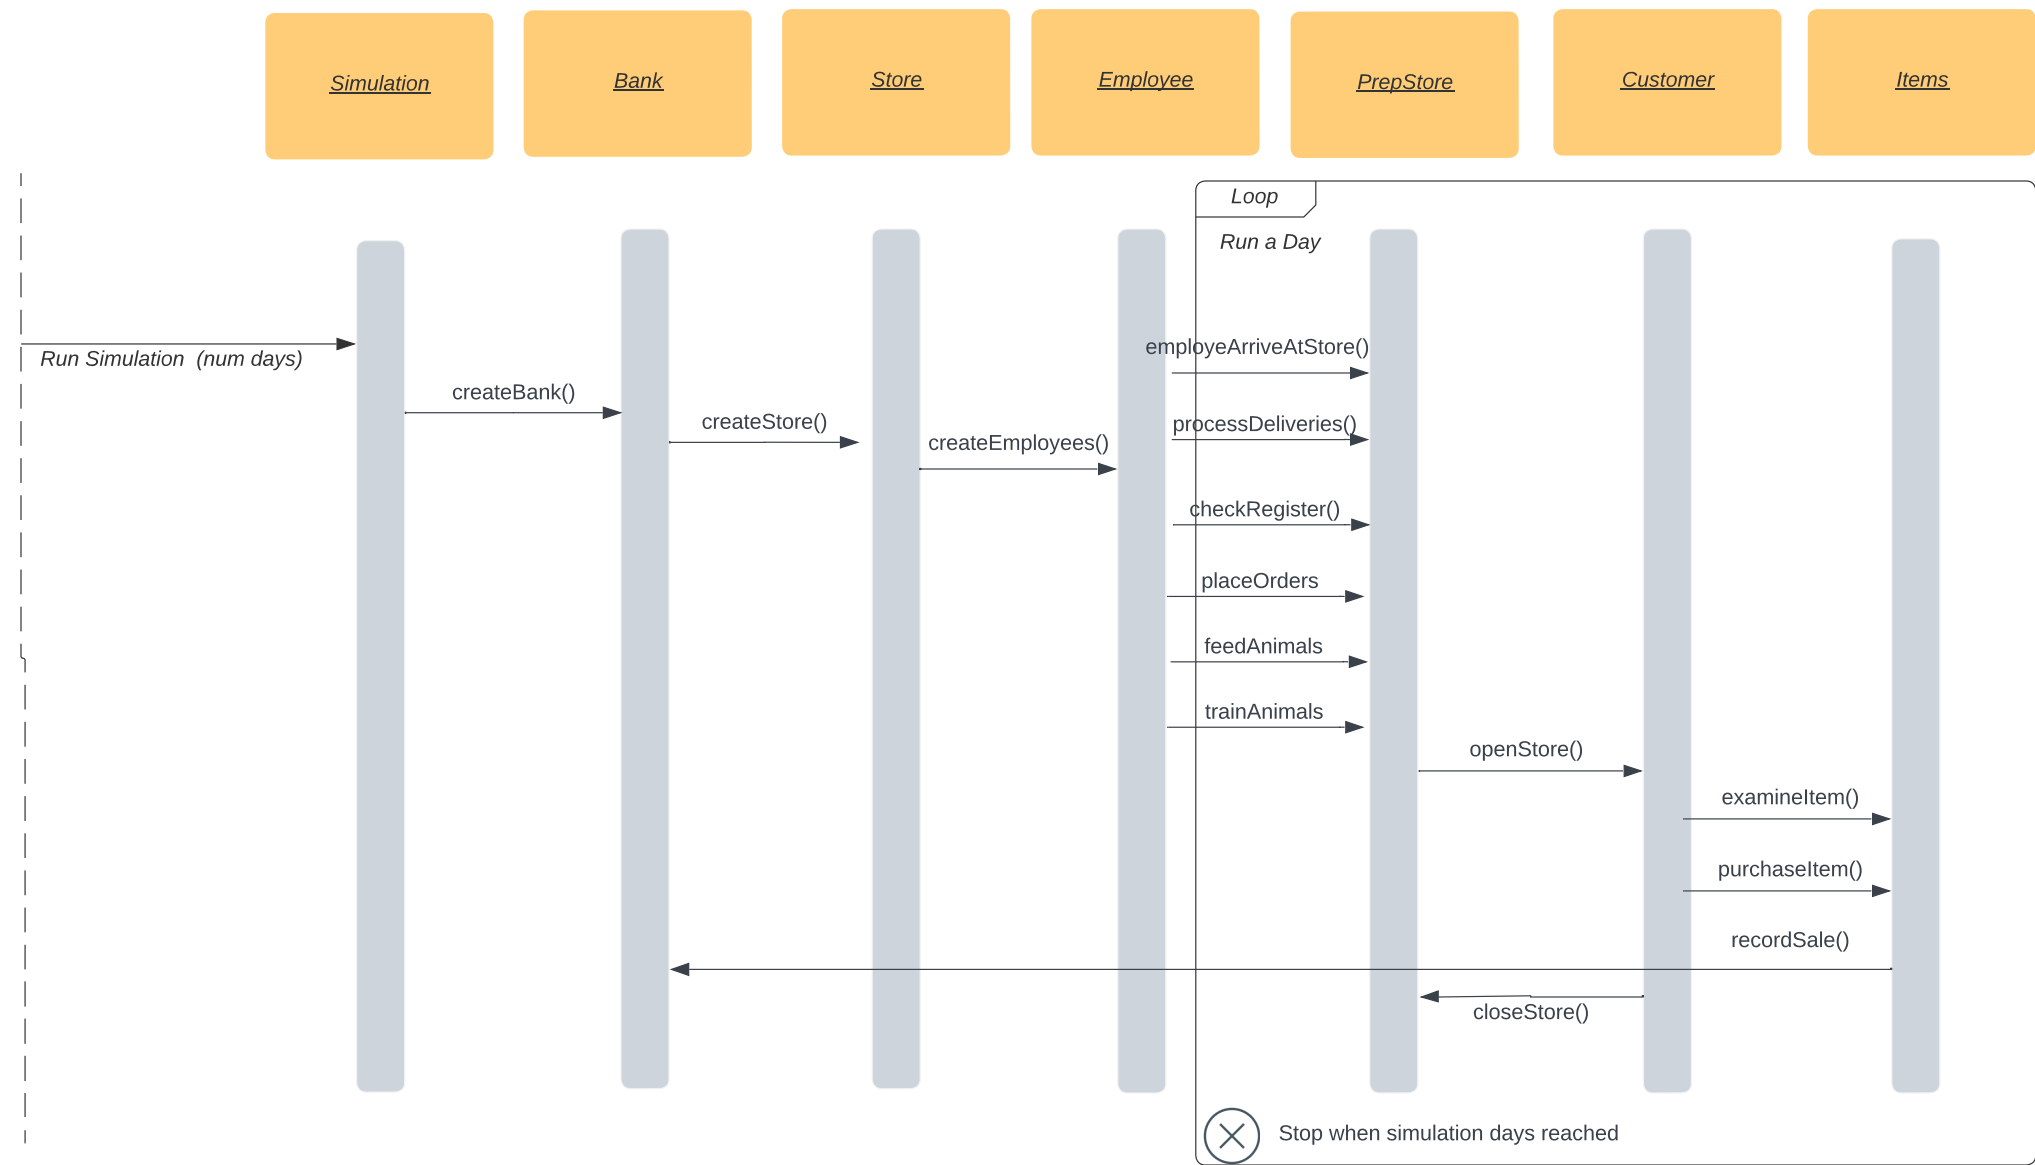 Simulation
Bank
Store
Employee
PrepStore
Customer
Items
Loop
Run a Day
Run Simulation  (num days)
employeArriveAtStore()
createBank()
createStore()
processDeliveries()
createEmployees()
checkRegister()
placeOrders
feedAnimals
trainAnimals
openStore()
examineItem()
purchaseItem()
recordSale()
closeStore()
Stop when simulation days reached